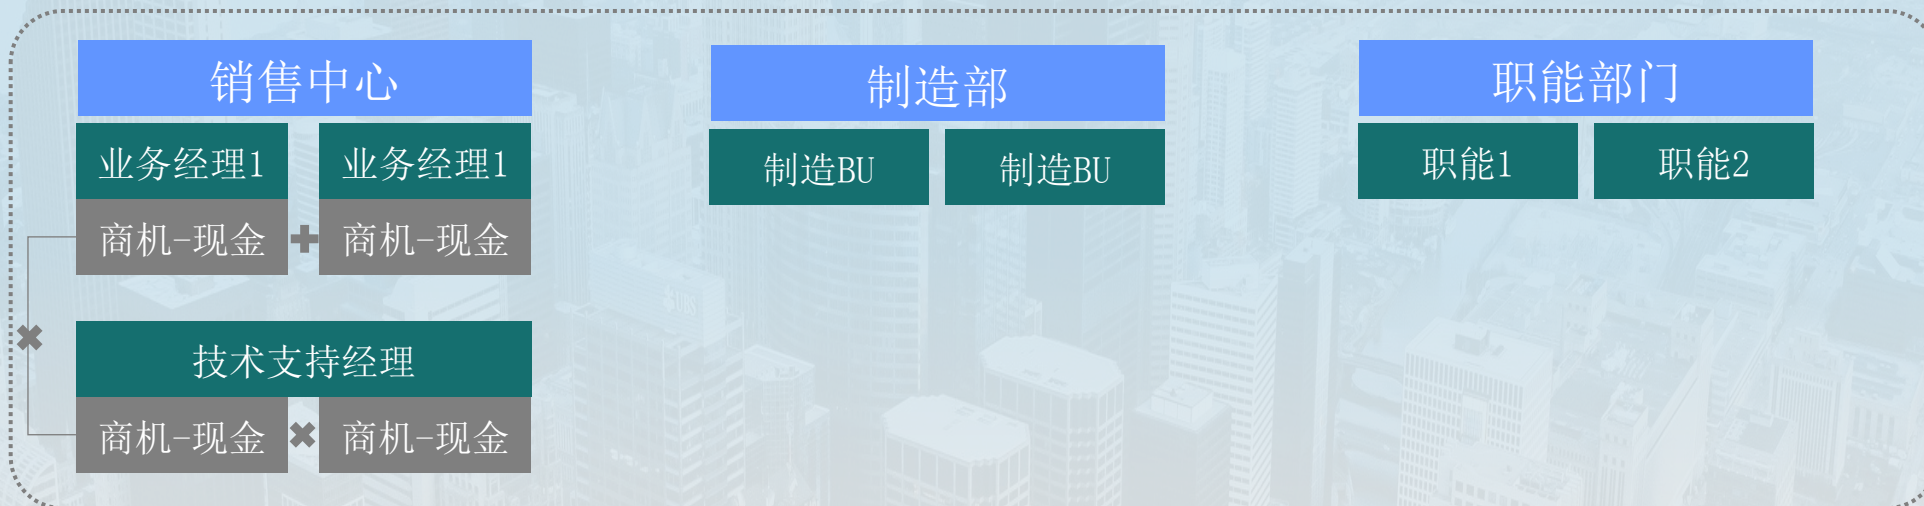 销售中心
制造部
职能部门
业务经理1
业务经理1
制造BU
制造BU
职能1
职能2
商机-现金
商机-现金
UBS
技术支持经理
商机-现金
商机-现金